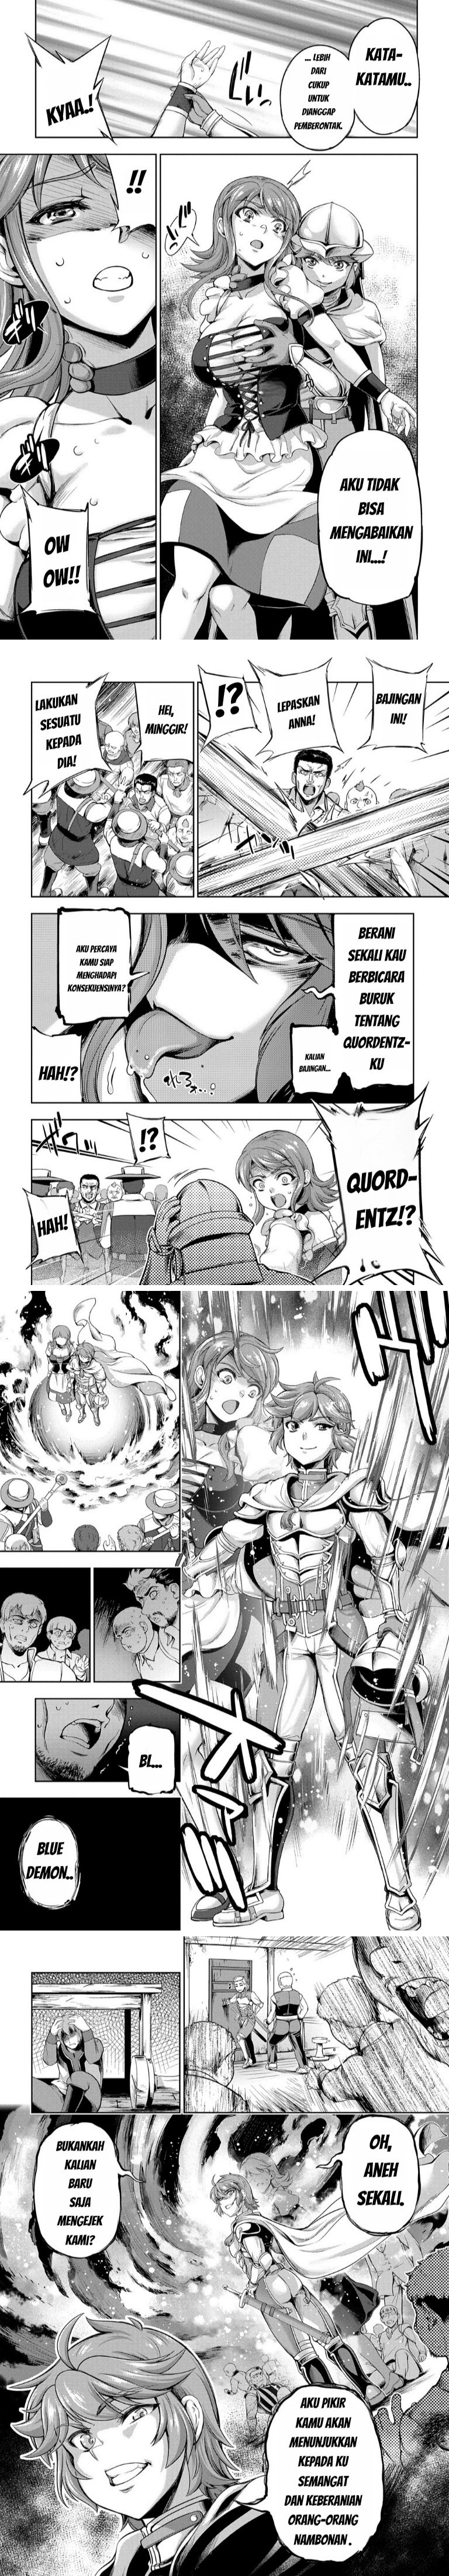 KATA-
KATAMU..
... LEBIH
DARI
CUKUP
UNTUK
DIANGGAP
PEMBERONTAK.
KYAA.!
AKU TIDAK
BISA
MENGABAIKAN
INI...!
!!
OW
OW!!
BAJINGAN
INI!
LEPASKAN
ANNA!
!?
HEI,
MINGGIR!
LAKUKAN
SESUATU
KEPADA
DIA!
BERANI
SEKALI KAU
BERBICARA
BURUK
TENTANG
QUORDENTZ-
KU
KALIAN
BAJINGAN...
AKU PERCAYA
KAMU SIAP
MENGHADAPI
KONSEKUENSINYA?
HAH!?
QUORD-
ENTZ!?
!?
HAH!
BL...
BLUE
DEMON..
OH,
ANEH
SEKALI.
BUKANKAH
KALIAN
BARU
SAJA
MENGEJEK
KAMI?
AKU PIKIR
KAMU AKAN
MENUNJUKKAN
KEPADA KU
SEMANGAT
DAN KEBERANIAN
ORANG-ORANG
NAMBONAN .